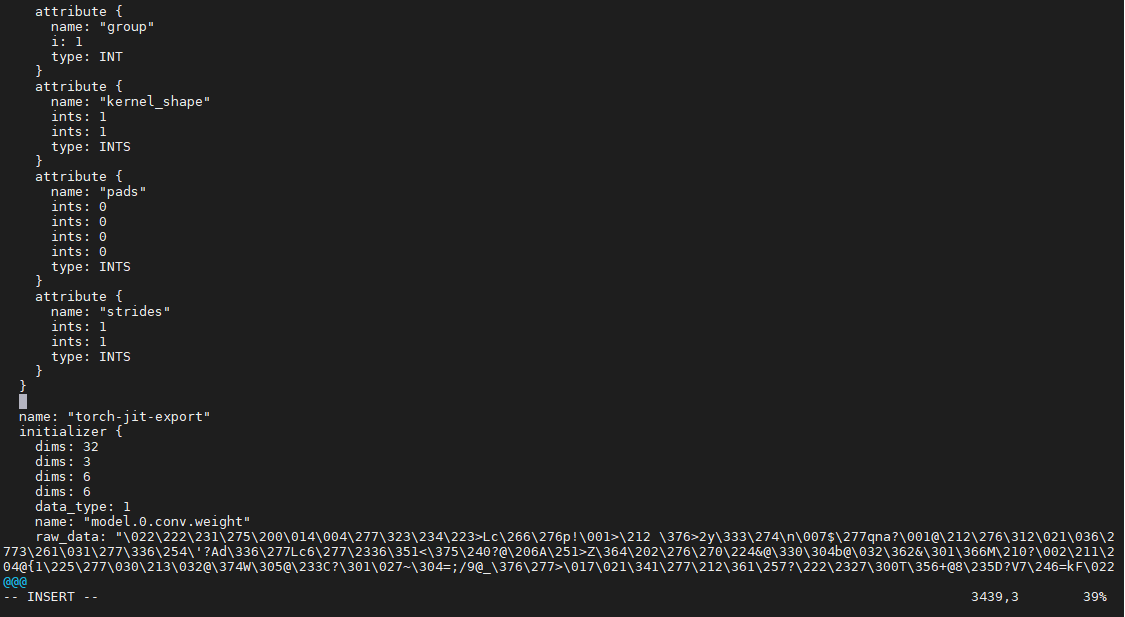 attribute {
      name: "group"
      i: 1
      type: INT
    }
    attribute {
      name: "kernel_shape"
      ints: 1
      ints: 1
      type: INTS
    }
    attribute {
      name: "pads"
      ints: 0
      ints: 0
      ints: 0
      ints: 0
      type: INTS
    }
    attribute {
      name: "strides"
      ints: 1
      ints: 1
      type: INTS
    }
  }
  name: "torch-jit-export"
  initializer {
    dims: 32
    dims: 3
    dims: 6
    dims: 6
    data_type: 1
    name: "model.0.conv.weight"
    raw_data: "\022\222\231\275\200\014\004\277\323\234\223>Lc\266\276p!\001>\212 \376>2y\333\274\n\007$\277qna?\001@\212\276\312\021\036\2
773\261\031\277\336\254\'?Ad\336\277Lc6\277\2336\351<\375\240?@\206A\251>Z\364\202\276\270\224&@\330\304b@\032\362&\301\366M\210?\002\211\2
04@{1\225\277\030\213\032@\374W\305@\233C?\301\027~\304=;/9@_\376\277>\017\021\341\277\212\361\257?\222\2327\300T\356+@8\235D?V7\246=kF\022
@@@
-- INSERT -- 3439,3 39%